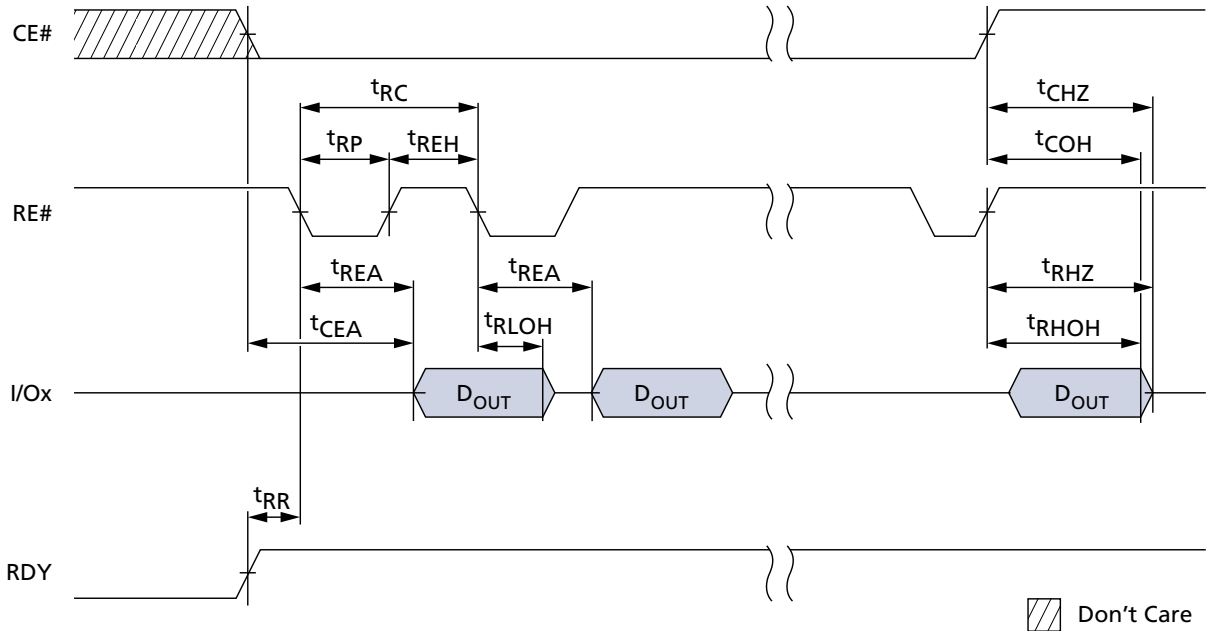 CE#
tRC
tCHZ
tRP
tREH
tCOH
RE#
tREA
tREA
tRHZ
tCEA
tRLOH
tRHOH
I/Ox
DOUT
DOUT
DOUT
tRR
RDY
Don't Care